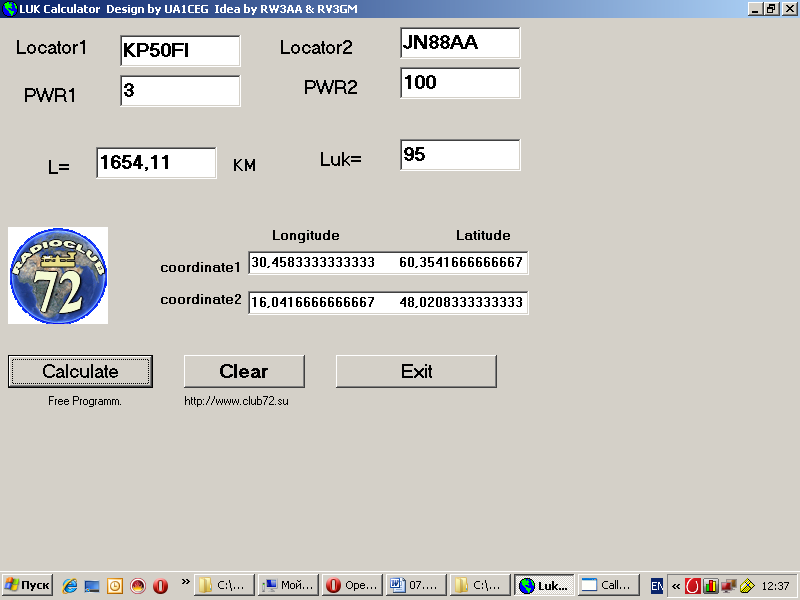 LUK Calculator Design by UA1CEG Idea by RW3AA & RV3GM
Locator1 KP50FI Locator2 JN88AA
PWR1 3 PWR2 100
L= 1654,11 KM Luk= 95
Longitude Latitude
coordinate1 30,4583333333333 60,3541666666667
coordinate2 16,0416666666667 48,0208333333333
RADIOCLUB
72
Calculate Clear Exit
Free Programm. http://www.club72.su
Пуск » C:\... Мой... Ope... 07.... C:\... Luk... Call... EN « 12:37